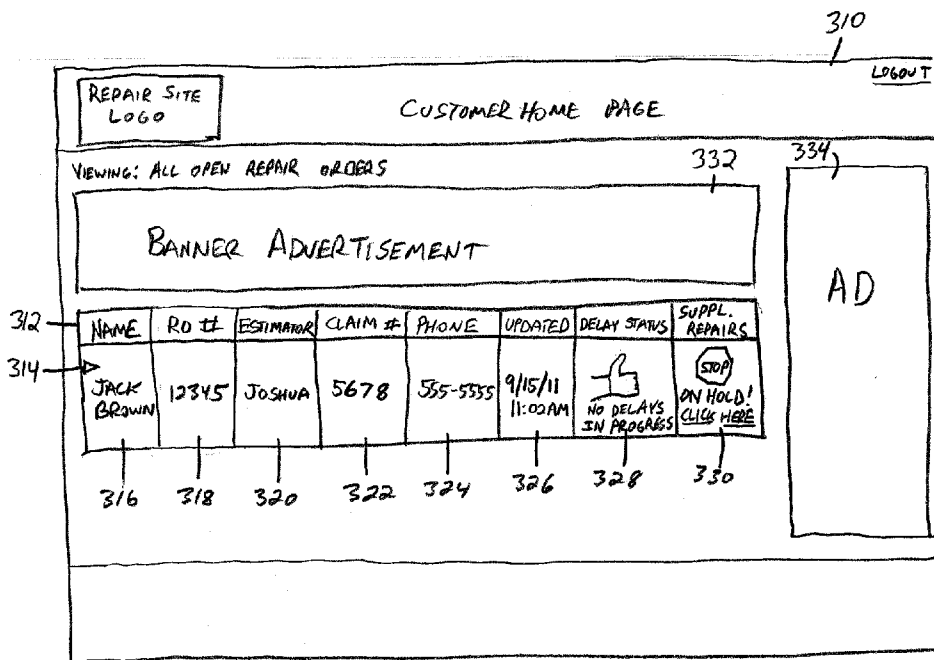 310
LOGOUT
REPAIR SITE
LOGO
CUSTOMER HOME PAGE
VIEWING: ALL OPEN REPAIR ORDERS
332
334
BANNER ADVERTISEMENT
AD
312
NAME RO # ESTIMATOR CLAIM # PHONE UPDATED DELAY STATUS SUPPL. REPAIRS
314
JACK BROWN 12345 JOSHUA 5678 555-5555 9/15/11 11:02AM NO DELAYS IN PROGRESS STOP ON HOLD! CLICK HERE
316 318 320 322 324 326 328 330